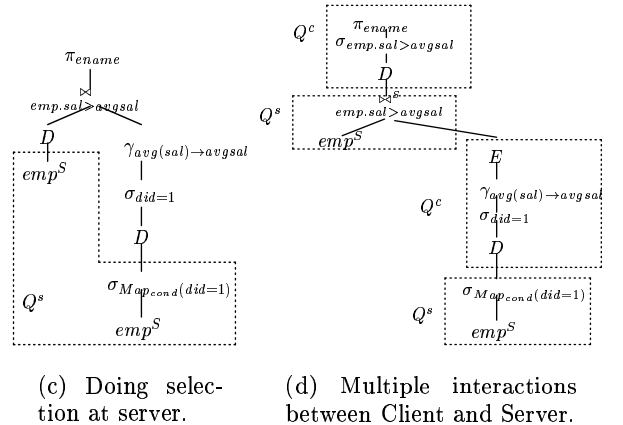 π_ename
⋈
emp.sal>avgsal
D
emp^S
γ_avg(sal)→avgsal
σ_did=1
D
σ_Map_cond(did=1)
Q^s
emp^S
(c) Doing selec-
tion at server.
Q^c
π_ename
σ_emp.sal>avgsal
D
Q^s
⋈^s
emp.sal>avgsal
emp^S
E
γ_avg(sal)→avgsal
Q^c
σ_did=1
D
σ_Map_cond(did=1)
Q^s
emp^S
(d) Multiple interactions
between Client and Server.